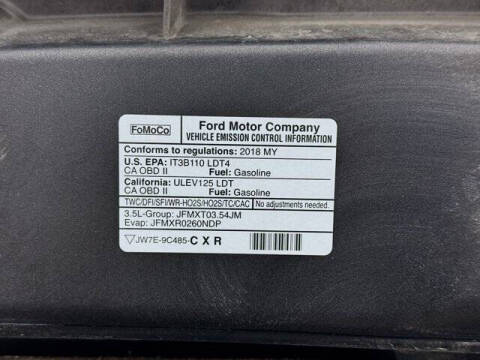 FoMoCo
Ford Motor Company
VEHICLE EMISSION CONTROL INFORMATION
Conforms to regulations: 2018 MY
U.S. EPA: IT3B110 LDT4
CA OBD II Fuel: Gasoline
California: ULEV125 LDT
CA OBD II Fuel: Gasoline
TWC/DFI/SFI/WR-HO2S/HO2S/TC/CAC No adjustments needed.
3.5L-Group: JFMXT03.54JM
Evap: JFMXR0260NDP
JW7E-9C485-C X R